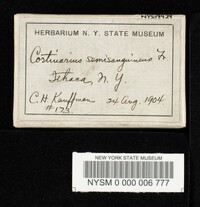 HERBARIUM N. Y. STATE MUSEUM
Cortinarius semisanguineus Fr
Ithaca, N. Y.
C. H. Kauffman 24 Aug. 1904
#175.
NEW YORK STATE MUSEUM
NYSM 0 000 006 777